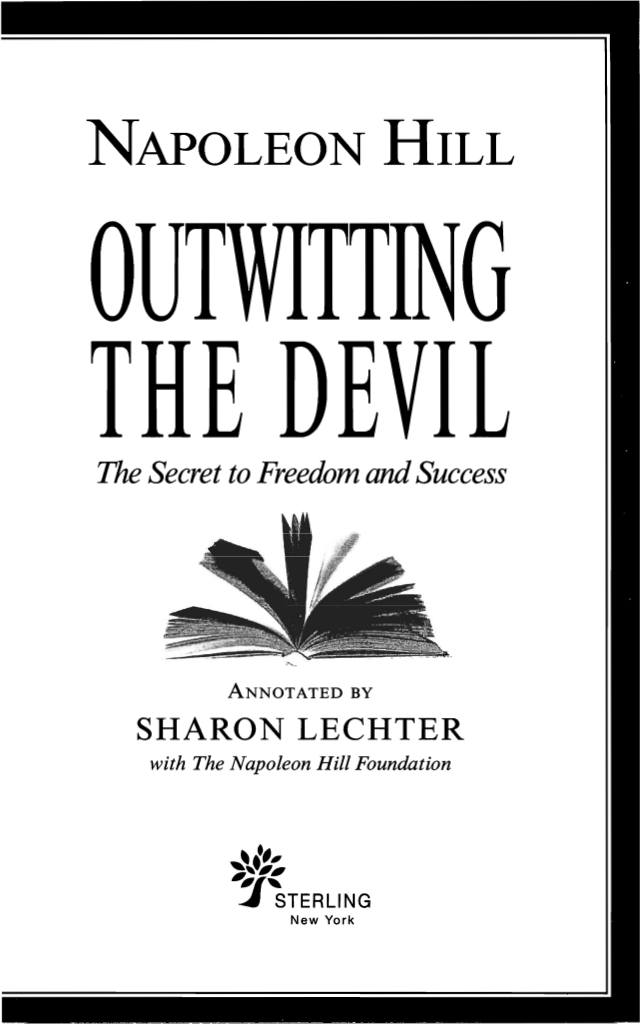 NAPOLEON HILL
OUTWITTING
THE DEVIL
The Secret to Freedom and Success
ANNOTATED BY
SHARON LECHTER
with The Napoleon Hill Foundation
STERLING
New York